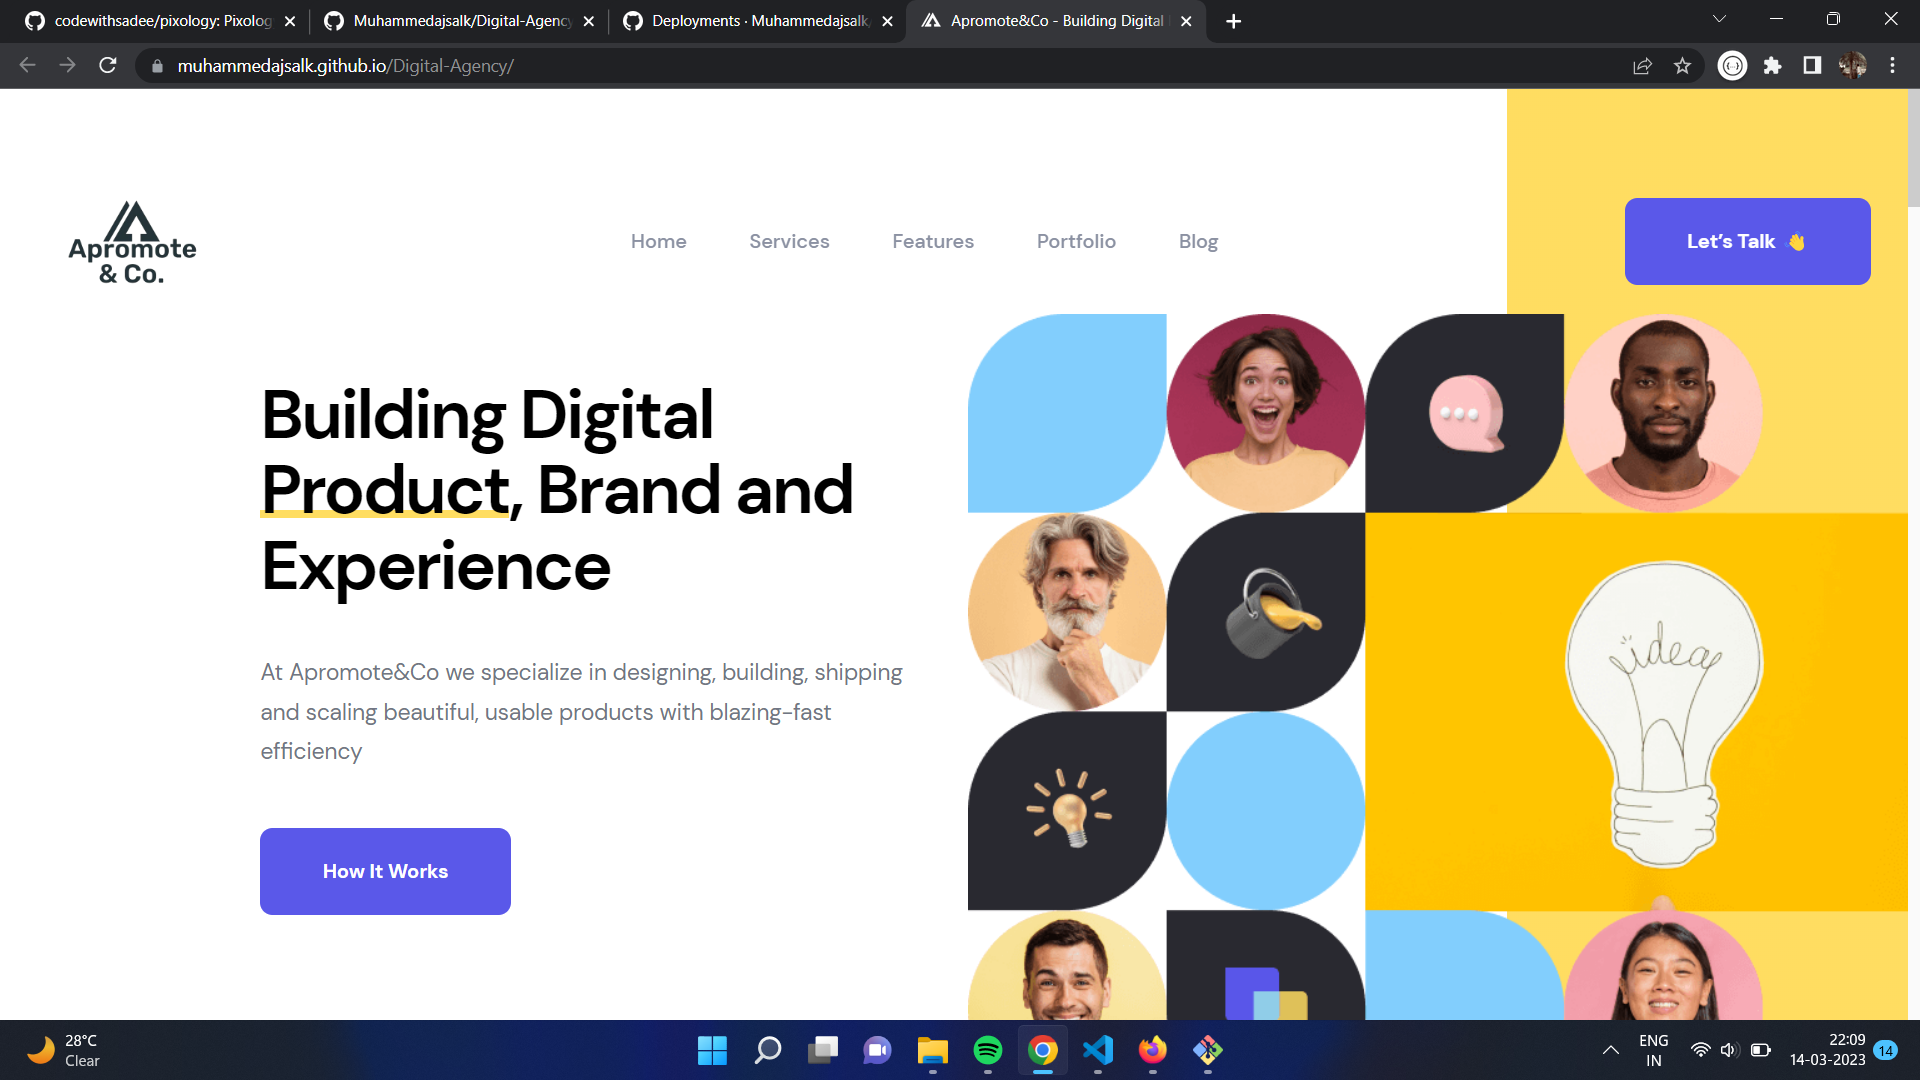 codewithsadee/pixology: Pixolog
Muhammedajsalk/Digital-Agency
Deployments · Muhammedajsalk/
Apromote&Co - Building Digital
muhammedajsalk.github.io/Digital-Agency/
Apromote
& Co.
Home
Services
Features
Portfolio
Blog
Let’s Talk 👋
Building Digital
Product, Brand and
Experience
At Apromote&Co we specialize in designing, building, shipping
and scaling beautiful, usable products with blazing-fast
efficiency
How It Works
idea
28°C
Clear
ENG
IN
22:09
14-03-2023
14